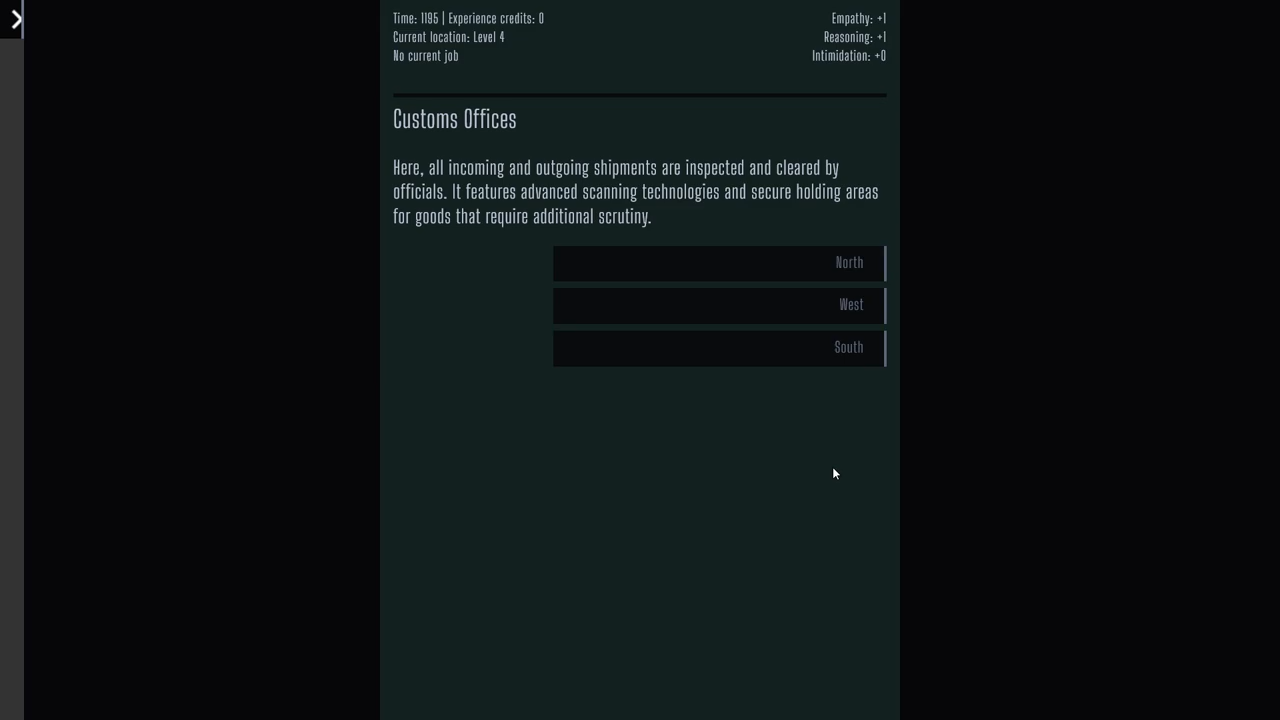 Time: 1195 | Experience credits: 0
Current location: Level 4
No current job
Empathy: +1
Reasoning: +1
Intimidation: +0
Customs Offices
Here, all incoming and outgoing shipments are inspected and cleared by
officials. It features advanced scanning technologies and secure holding areas
for goods that require additional scrutiny.
North
West
South